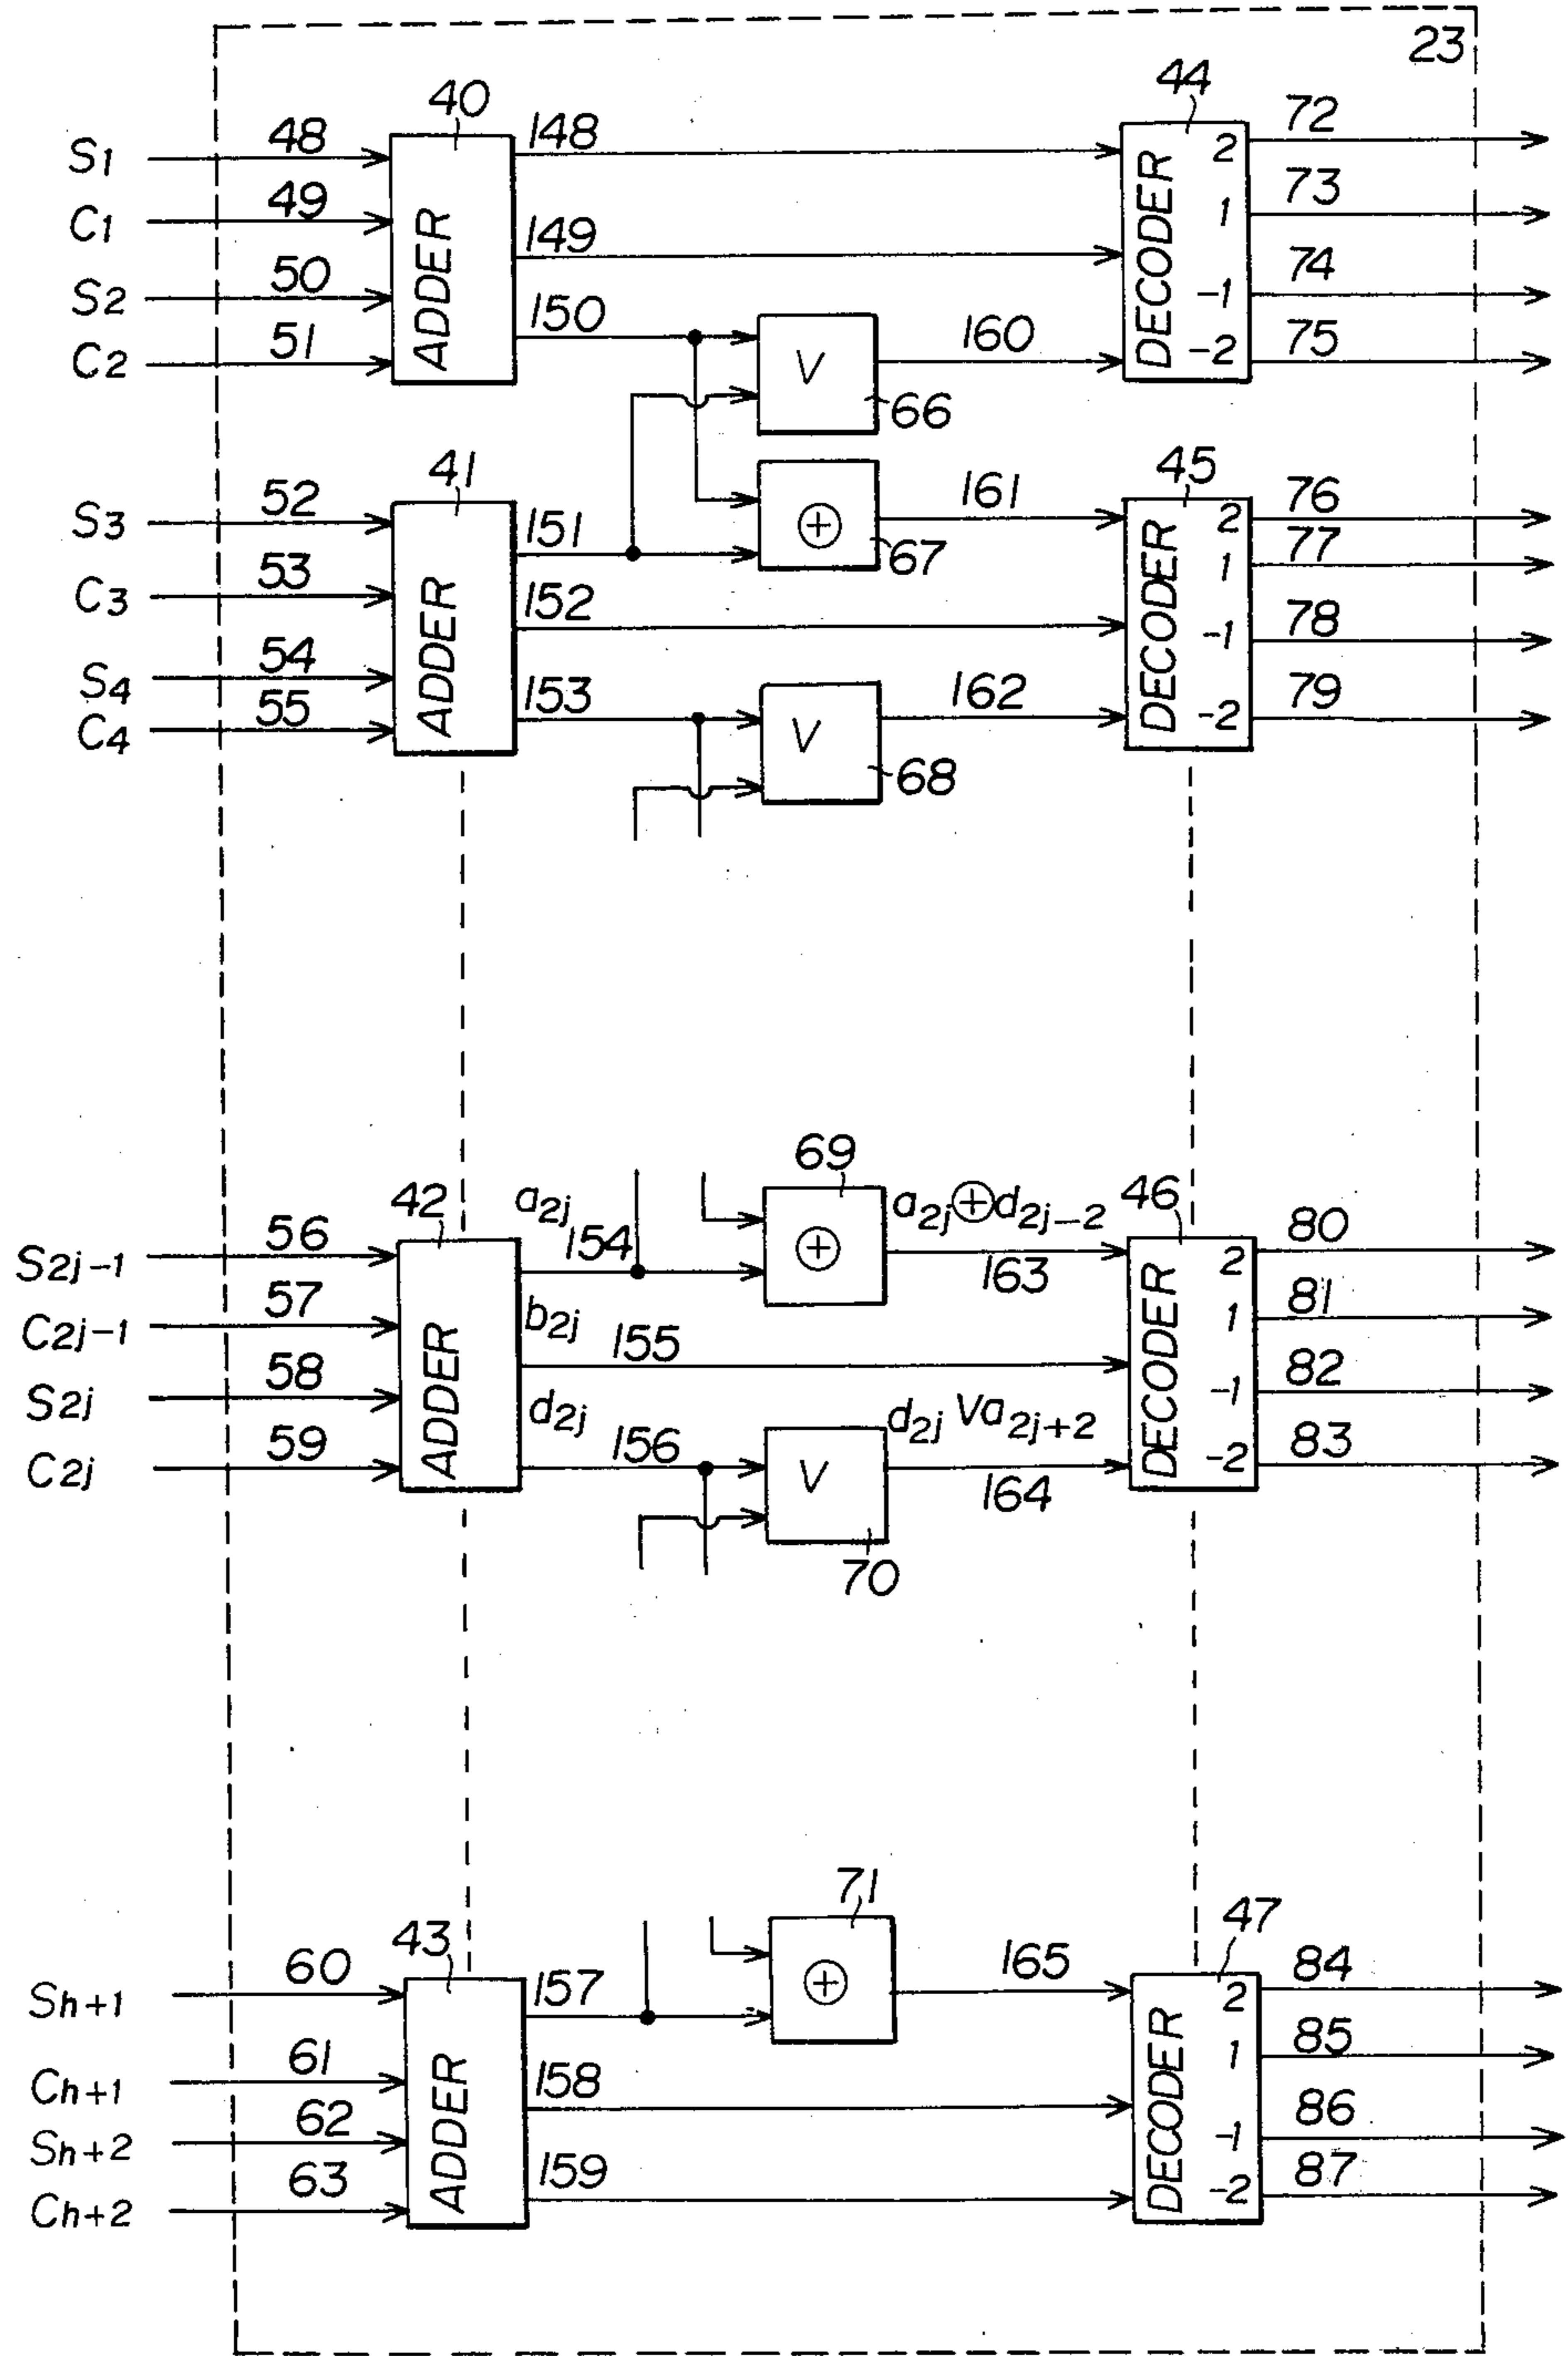 23
40
44
S1
48
148
2
72
C1
49
ADDER
149
DECODER
1
73
S2
50
150
-1
74
C2
51
V
160
-2
75
66
41
45
S3
52
151
⊕
161
2
76
67
1
77
C3
53
ADDER
152
DECODER
-1
78
S4
54
153
V
162
-2
79
C4
55
68
42
a2j
69
a2j⊕d2j-2
46
S2j-1
56
154
⊕
163
2
80
C2j-1
57
b2j
155
1
81
S2j
58
ADDER
DECODER
-1
82
d2j
d2j Va2j+2
C2j
59
156
V
164
-2
83
70
43
71
47
Sh+1
60
157
⊕
165
2
84
Ch+1
61
ADDER
158
DECODER
1
85
Sh+2
62
-1
86
Ch+2
63
159
-2
87